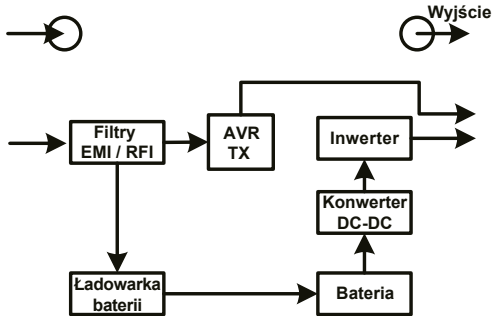 Wyjście
Filtry
EMI / RFI
AVR
TX
Inwerter
Konwerter
DC-DC
Ładowarka
baterii
Bateria